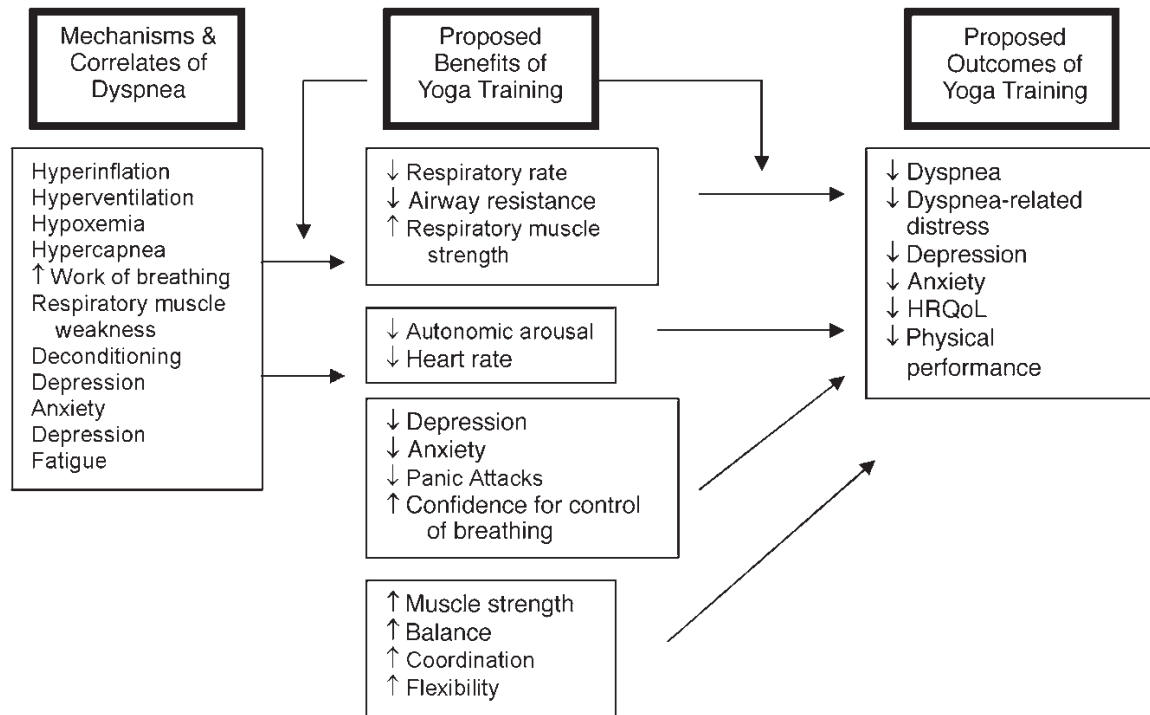 Mechanisms &
Correlates of
Dyspnea
Proposed
Benefits of
Yoga Training
Proposed
Outcomes of
Yoga Training
Hyperinflation
Hyperventilation
Hypoxemia
Hypercapnea
↑ Work of breathing
Respiratory muscle
weakness
Deconditioning
Depression
Anxiety
Depression
Fatigue
↓ Respiratory rate
↓ Airway resistance
↑ Respiratory muscle
strength
↓ Autonomic arousal
↓ Heart rate
↓ Depression
↓ Anxiety
↓ Panic Attacks
↑ Confidence for control
of breathing
↑ Muscle strength
↑ Balance
↑ Coordination
↑ Flexibility
↓ Dyspnea
↓ Dyspnea-related
distress
↓ Depression
↓ Anxiety
↓ HRQoL
↓ Physical
performance